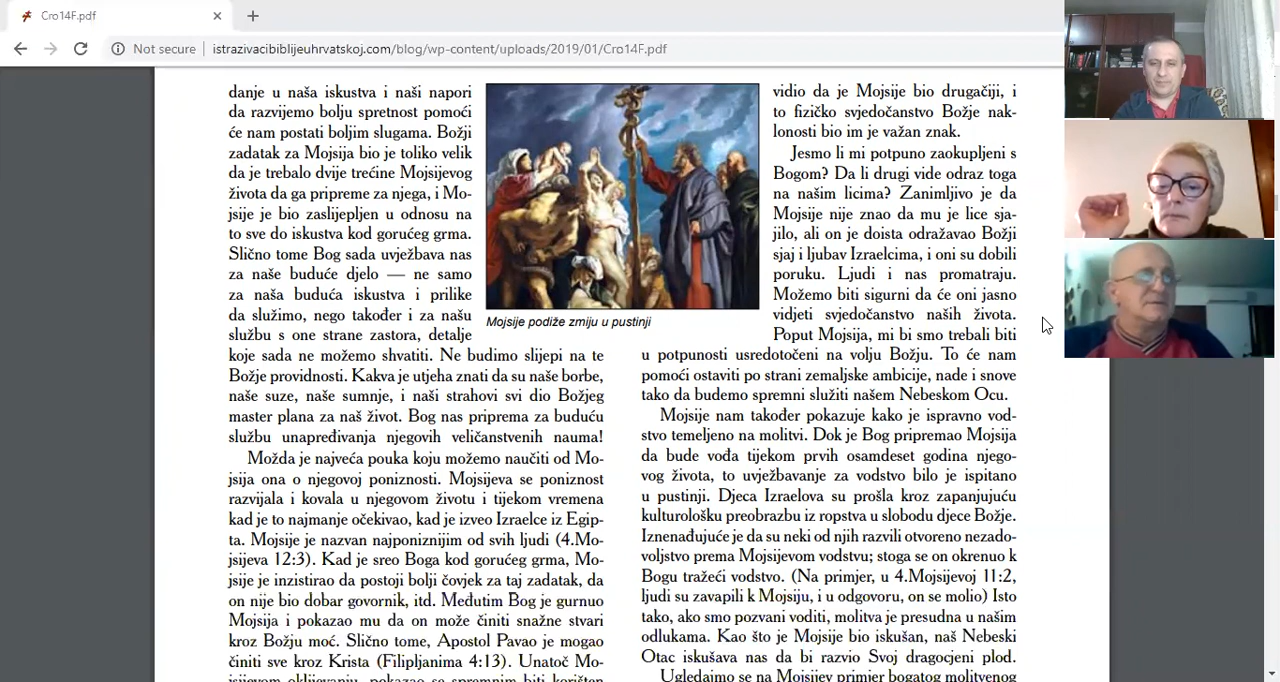 Cro14F.pdf
Not secure
istrazivacibiblijeuhrvatskoj.com/blog/wp-content/uploads/2019/01/Cro14F.pdf
danje u naša iskustva i naši napori
da razvijemo bolju spretnost pomoći
će nam postati boljim slugama. Božji
zadatak za Mojsija bio je toliko velik
da je trebalo dvije trećine Mojsijevog
života da ga pripreme za njega, i Mo-
jsije je bio zaslijepljen u odnosu na
to sve do iskustva kod gorućeg grma.
Slično tome Bog sada uvježbava nas
za naše buduće djelo — ne samo
za naša buduća iskustva i prilike
da služimo, nego također i za našu
službu s one strane zastora, detalje
koje sada ne možemo shvatiti. Ne budimo slijepi na te
Božje providnosti. Kakva je utjeha znati da su naše borbe,
naše suze, naše sumnje, i naši strahovi svi dio Božjeg
master plana za naš život. Bog nas priprema za buduću
službu unapređivanja njegovih veličanstvenih nauma!
Možda je najveća pouka koju možemo naučiti od Mo-
jsija ona o njegovoj poniznosti. Mojsijeva se poniznost
razvijala i kovala u njegovom životu i tijekom vremena
kad je to najmanje očekivao, kad je izveo Izraelce iz Egip-
ta. Mojsije je nazvan najponiznijim od svih ljudi (4.Mo-
jsijeva 12:3). Kad je sreo Boga kod gorućeg grma, Mo-
jsije je inzistirao da postoji bolji čovjek za taj zadatak, da
on nije bio dobar govornik, itd. Međutim Bog je gurnuo
Mojsija i pokazao mu da on može činiti snažne stvari
kroz Božju moć. Slično tome, Apostol Pavao je mogao
činiti sve kroz Krista (Filipljanima 4:13). Unatoč Mo-
jsijevom oklijevanju, pokazao se spremnim biti korišten
Mojsije podiže zmiju u pustinji
vidio da je Mojsije bio drugačiji, i
to fizičko svjedočanstvo Božje nak-
lonosti bio im je važan znak.
Jesmo li mi potpuno zaokupljeni s
Bogom? Da li drugi vide odraz toga
na našim licima? Zanimljivo je da
Mojsije nije znao da mu je lice sja-
jilo, ali on je doista odražavao Božji
sjaj i ljubav Izraelcima, i oni su dobili
poruku. Ljudi i nas promatraju.
Možemo biti sigurni da će oni jasno
vidjeti svjedočanstvo naših života.
Poput Mojsija, mi bi smo trebali biti
u potpunosti usredotočeni na volju Božju. To će nam
pomoći ostaviti po strani zemaljske ambicije, nade i snove
tako da budemo spremni služiti našem Nebeskom Ocu.
Mojsije nam također pokazuje kako je ispravno vod-
stvo temeljeno na molitvi. Dok je Bog pripremao Mojsija
da bude vođa tijekom prvih osamdeset godina njego-
vog života, to uvježbavanje za vodstvo bilo je ispitano
u pustinji. Djeca Izraelova su prošla kroz zapanjujuću
kulturološku preobrazbu iz ropstva u slobodu djece Božje.
Iznenađujuće je da su neki od njih razvili otvoreno nezado-
voljstvo prema Mojsijevom vodstvu; stoga se on okrenuo k
Bogu tražeći vodstvo. (Na primjer, u 4.Mojsijevoj 11:2,
ljudi su zavapili k Mojsiju, i u odgovoru, on se molio) Isto
tako, ako smo pozvani voditi, molitva je presudna u našim
odlukama. Kao što je Mojsije bio iskušan, naš Nebeski
Otac iskušava nas da bi razvio Svoj dragocjeni plod.
Ugledajmo se na Mojsijev primjer bogatog molitvenog